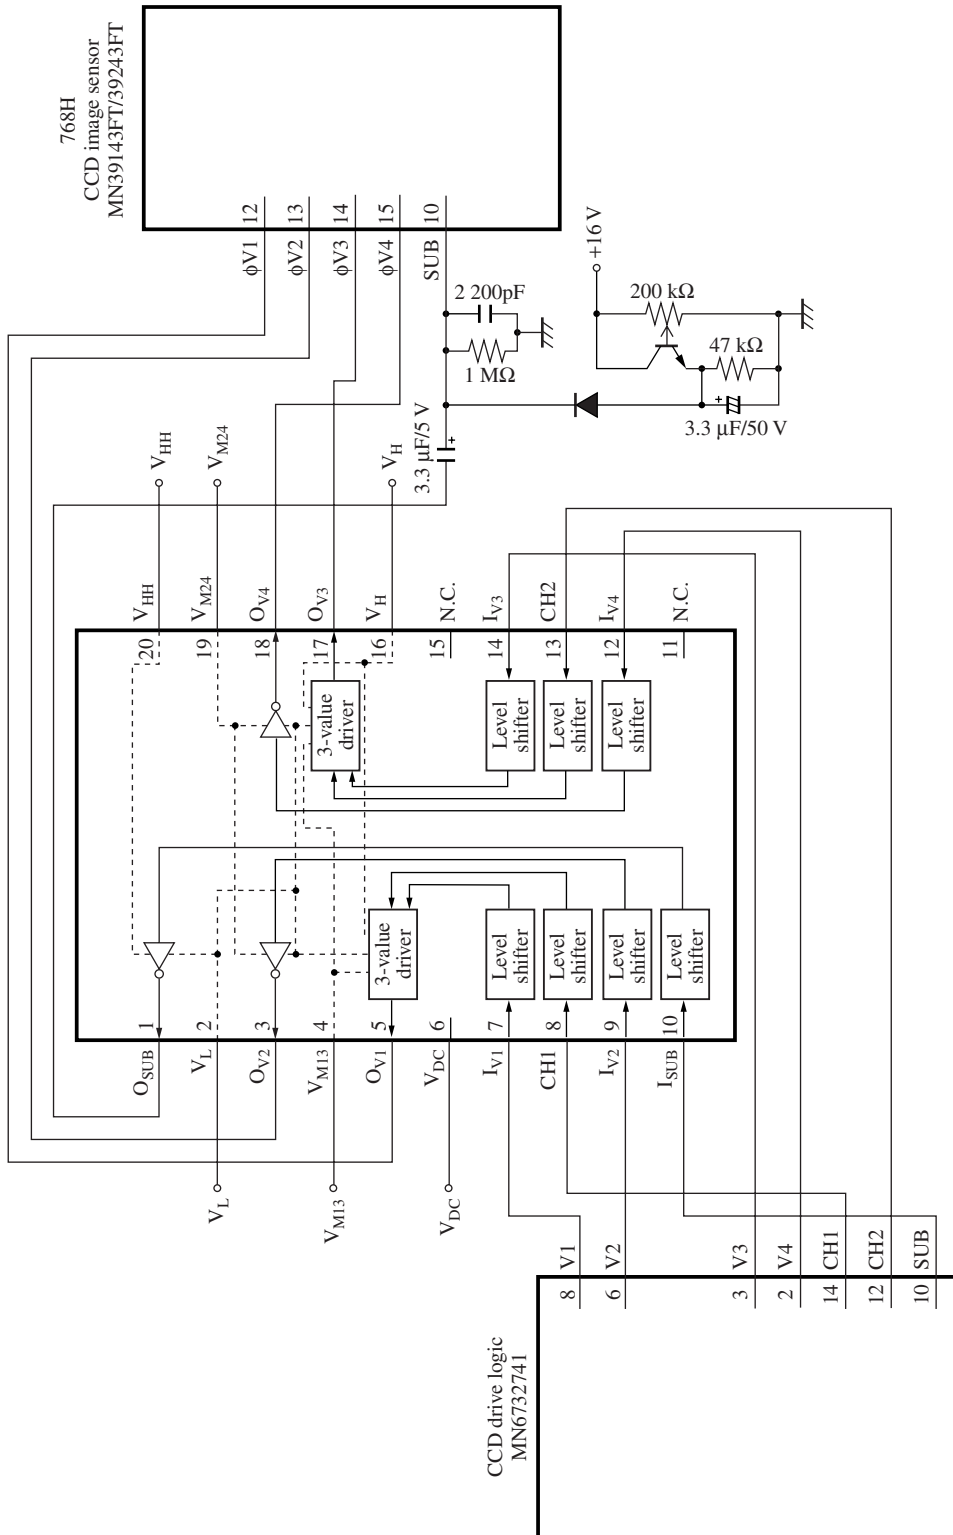 768H
CCD image sensor
MN39143FT/39243FT
12
13
14
15
10
ϕV1
ϕV2
ϕV3
ϕV4
SUB
2 200pF
1 MΩ
+16 V
200 kΩ
47 kΩ
3.3 µF/50 V
3.3 µF/5 V
+
+
VHH
VM24
VH
VHH
VM24
OV4
OV3
VH
N.C.
IV3
CH2
IV4
N.C.
20
19
18
17
16
15
14
13
12
11
3-value
driver
Level
shifter
Level
shifter
Level
shifter
3-value
driver
Level
shifter
Level
shifter
Level
shifter
Level
shifter
1
2
3
4
5
6
7
8
9
10
OSUB
VL
OV2
VM13
OV1
VDC
IV1
CH1
IV2
ISUB
VL
VM13
VDC
V1
V2
V3
V4
CH1
CH2
SUB
8
6
3
2
14
12
10
CCD drive logic
MN6732741